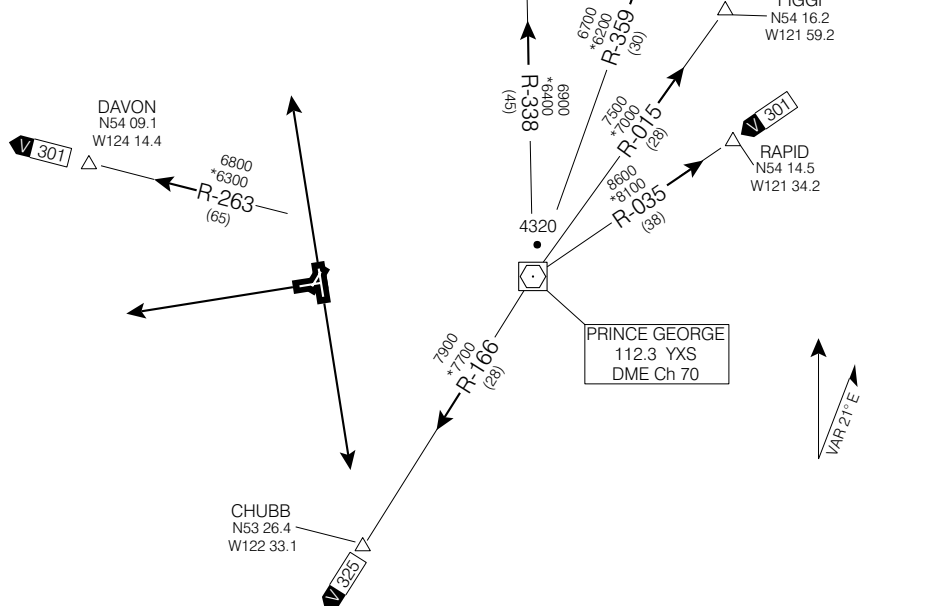 N54 16.2
W121 59.2
6700
*6200
R-359
(30)
6900
*6400
R-338
(45)
7500
*7000
R-015
(28)
V 301
RAPID
N54 14.5
W121 34.2
8600
*8100
R-035
(38)
DAVON
N54 09.1
W124 14.4
V 301
6800
*6300
R-263
(65)
4320
PRINCE GEORGE
112.3 YXS
DME Ch 70
7900
*7700
R-166
(28)
VAR 21° E
CHUBB
N53 26.4
W122 33.1
V 325